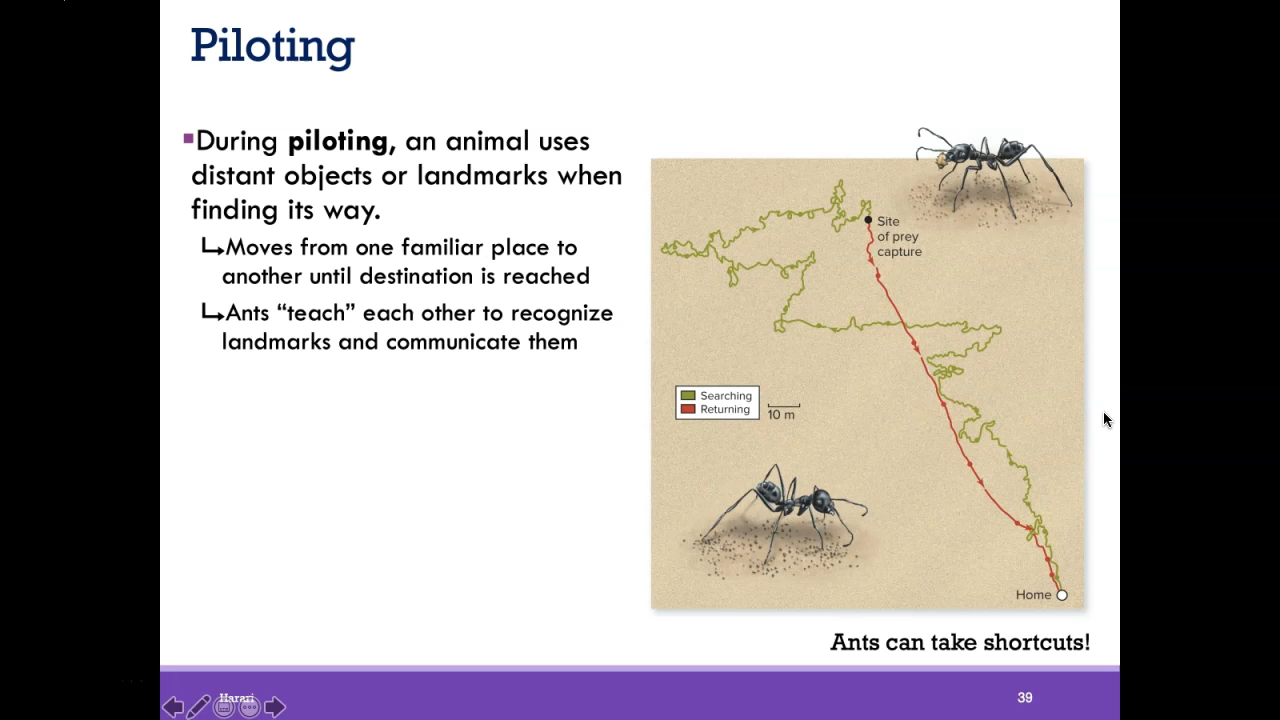 Piloting
During piloting, an animal uses
distant objects or landmarks when
finding its way.
Moves from one familiar place to
another until destination is reached
Ants “teach” each other to recognize
landmarks and communicate them
Site
of prey
capture
Searching
Returning
10 m
Home
Ants can take shortcuts!
Harari
39